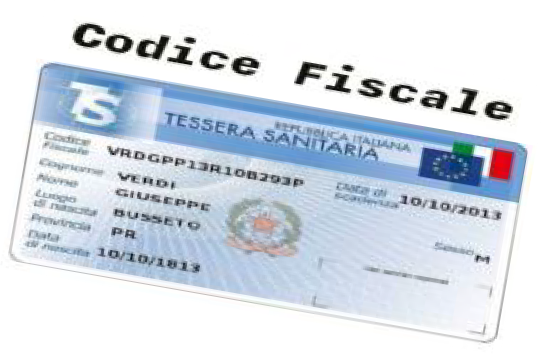 Codice Fiscale
TS
REPUBBLICA ITALIANA
TESSERA SANITARIA
Codice Fiscale VRDGPP13R10B293P
Data di scadenza 10/10/2013
Cognome VERDI
Nome GIUSEPPE
Luogo di nascita BUSSETO
Sesso M
Provincia PR
Data di nascita 10/10/1813